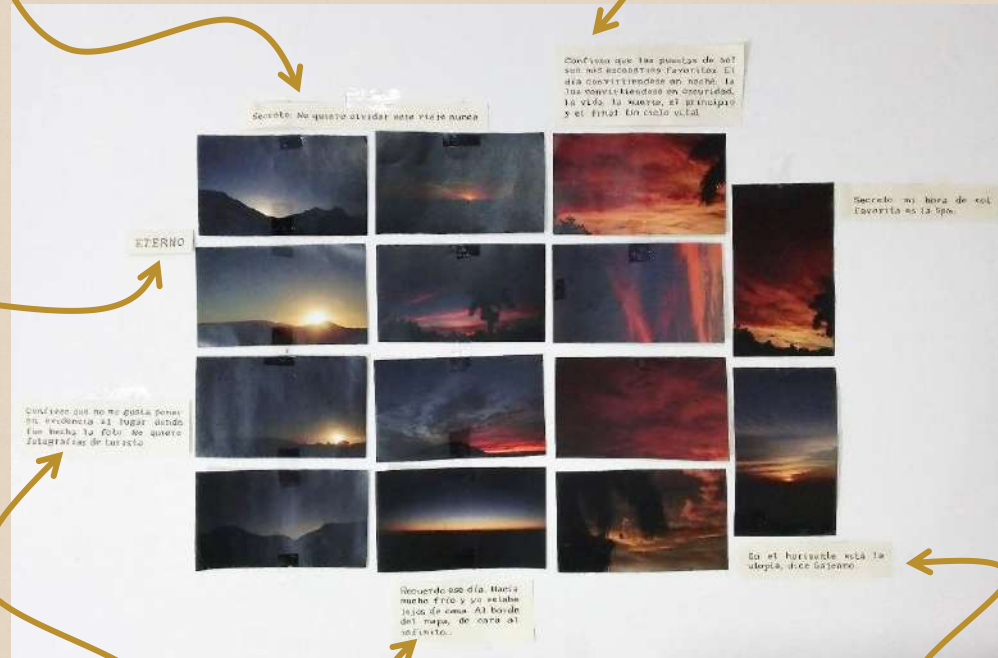 Confieso que las puestas de sol
son mis escenarios favoritos. El
día convirtiéndose en noche, la
luz convirtiéndose en oscuridad,
la vida, la muerte, el principio
y el final. Un ciclo vital
Secreto: No quiero olvidar este viaje nunca
Secreto: mi hora de sol
favorita es la 6pm.
ETERNO
Confieso que no me gusta poner
en evidencia el lugar donde
fue hecha la foto. No quiero
fotografías de turista
En el horizonte está la
utopía, dice Galeano.
Recuerdo ese día. Hacía
mucho frío y yo estaba
lejos de casa. Al borde
del mapa, de cara al
infinito.